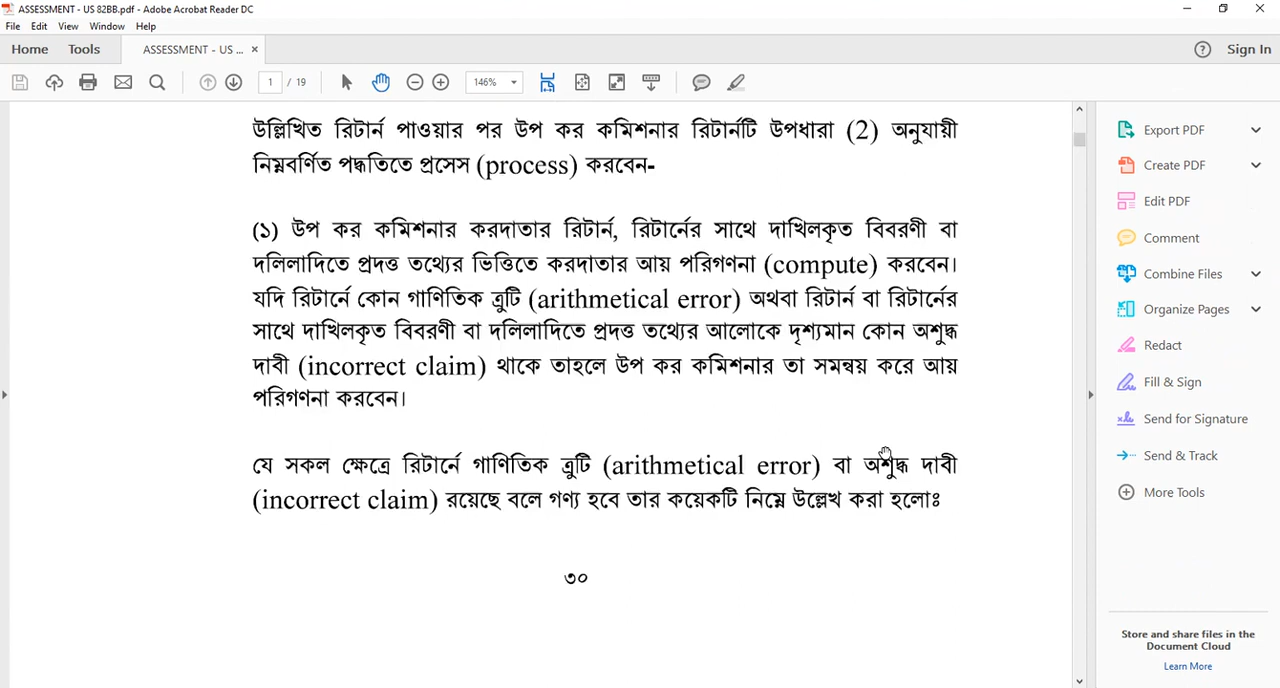 ASSESSMENT - US 82BB.pdf - Adobe Acrobat Reader DC
File Edit View Window Help
Home Tools ASSESSMENT - US ... × Sign In
1 / 19 146%
উল্লিখিত রিটার্ন পাওয়ার পর উপ কর কমিশনার রিটার্নটি উপধারা (2) অনুযায়ী
নিম্নবর্ণিত পদ্ধতিতে প্রসেস (process) করবেন-
(১) উপ কর কমিশনার করদাতার রিটার্ন, রিটার্নের সাথে দাখিলকৃত বিবরণী বা
দলিলাদিতে প্রদত্ত তথ্যের ভিত্তিতে করদাতার আয় পরিগণনা (compute) করবেন।
যদি রিটার্নে কোন গাণিতিক ত্রুটি (arithmetical error) অথবা রিটার্ন বা রিটার্নের
সাথে দাখিলকৃত বিবরণী বা দলিলাদিতে প্রদত্ত তথ্যের আলোকে দৃশ্যমান কোন অশুদ্ধ
দাবী (incorrect claim) থাকে তাহলে উপ কর কমিশনার তা সমন্বয় করে আয়
পরিগণনা করবেন।
যে সকল ক্ষেত্রে রিটার্নে গাণিতিক ত্রুটি (arithmetical error) বা অশুদ্ধ দাবী
(incorrect claim) রয়েছে বলে গণ্য হবে তার কয়েকটি নিম্নে উল্লেখ করা হলোঃ
৩০
Export PDF
Create PDF
Edit PDF
Comment
Combine Files
Organize Pages
Redact
Fill & Sign
Send for Signature
Send & Track
More Tools
Store and share files in the
Document Cloud
Learn More